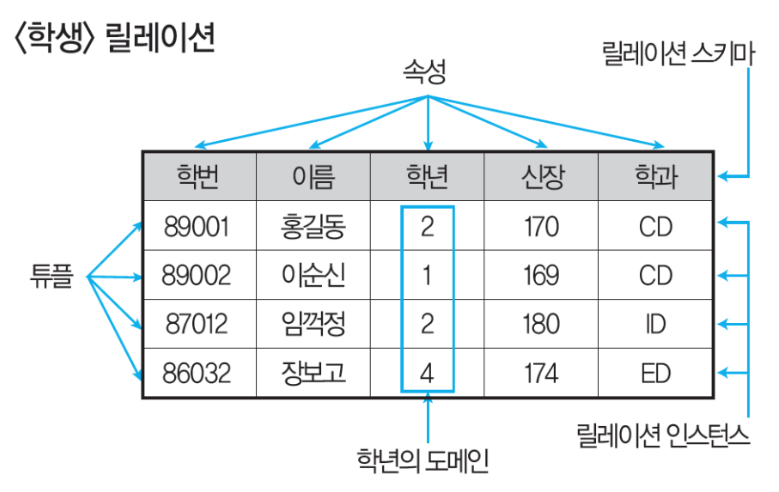 〈학생〉 릴레이션
릴레이션 스키마
속성
학번 이름 학년 신장 학과
89001 홍길동 2 170 CD
튜플
89002 이순신 1 169 CD
87012 임꺽정 2 180 ID
86032 장보고 4 174 ED
릴레이션 인스턴스
학년의 도메인